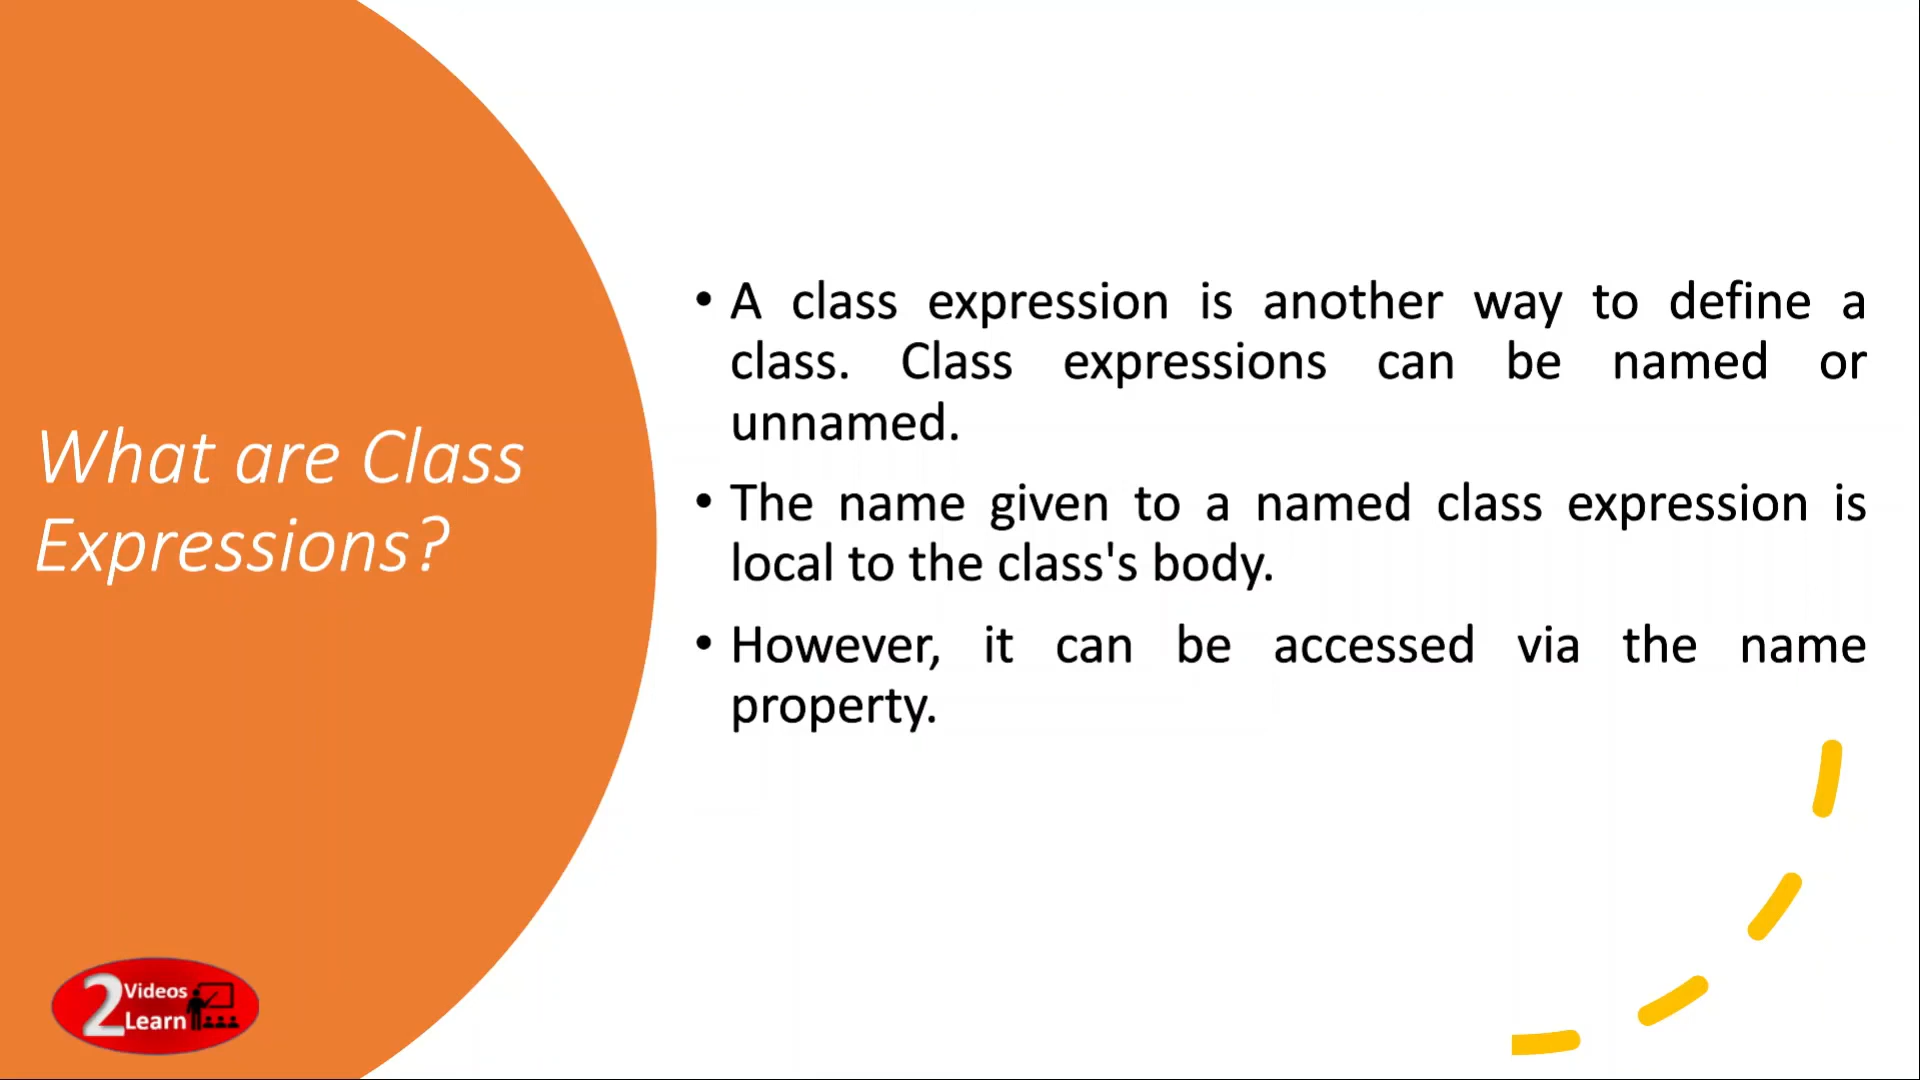 What are Class
Expressions?
• A class expression is another way to define a
class. Class expressions can be named or
unnamed.
• The name given to a named class expression is
local to the class's body.
• However, it can be accessed via the name
property.
2 Videos
Learn